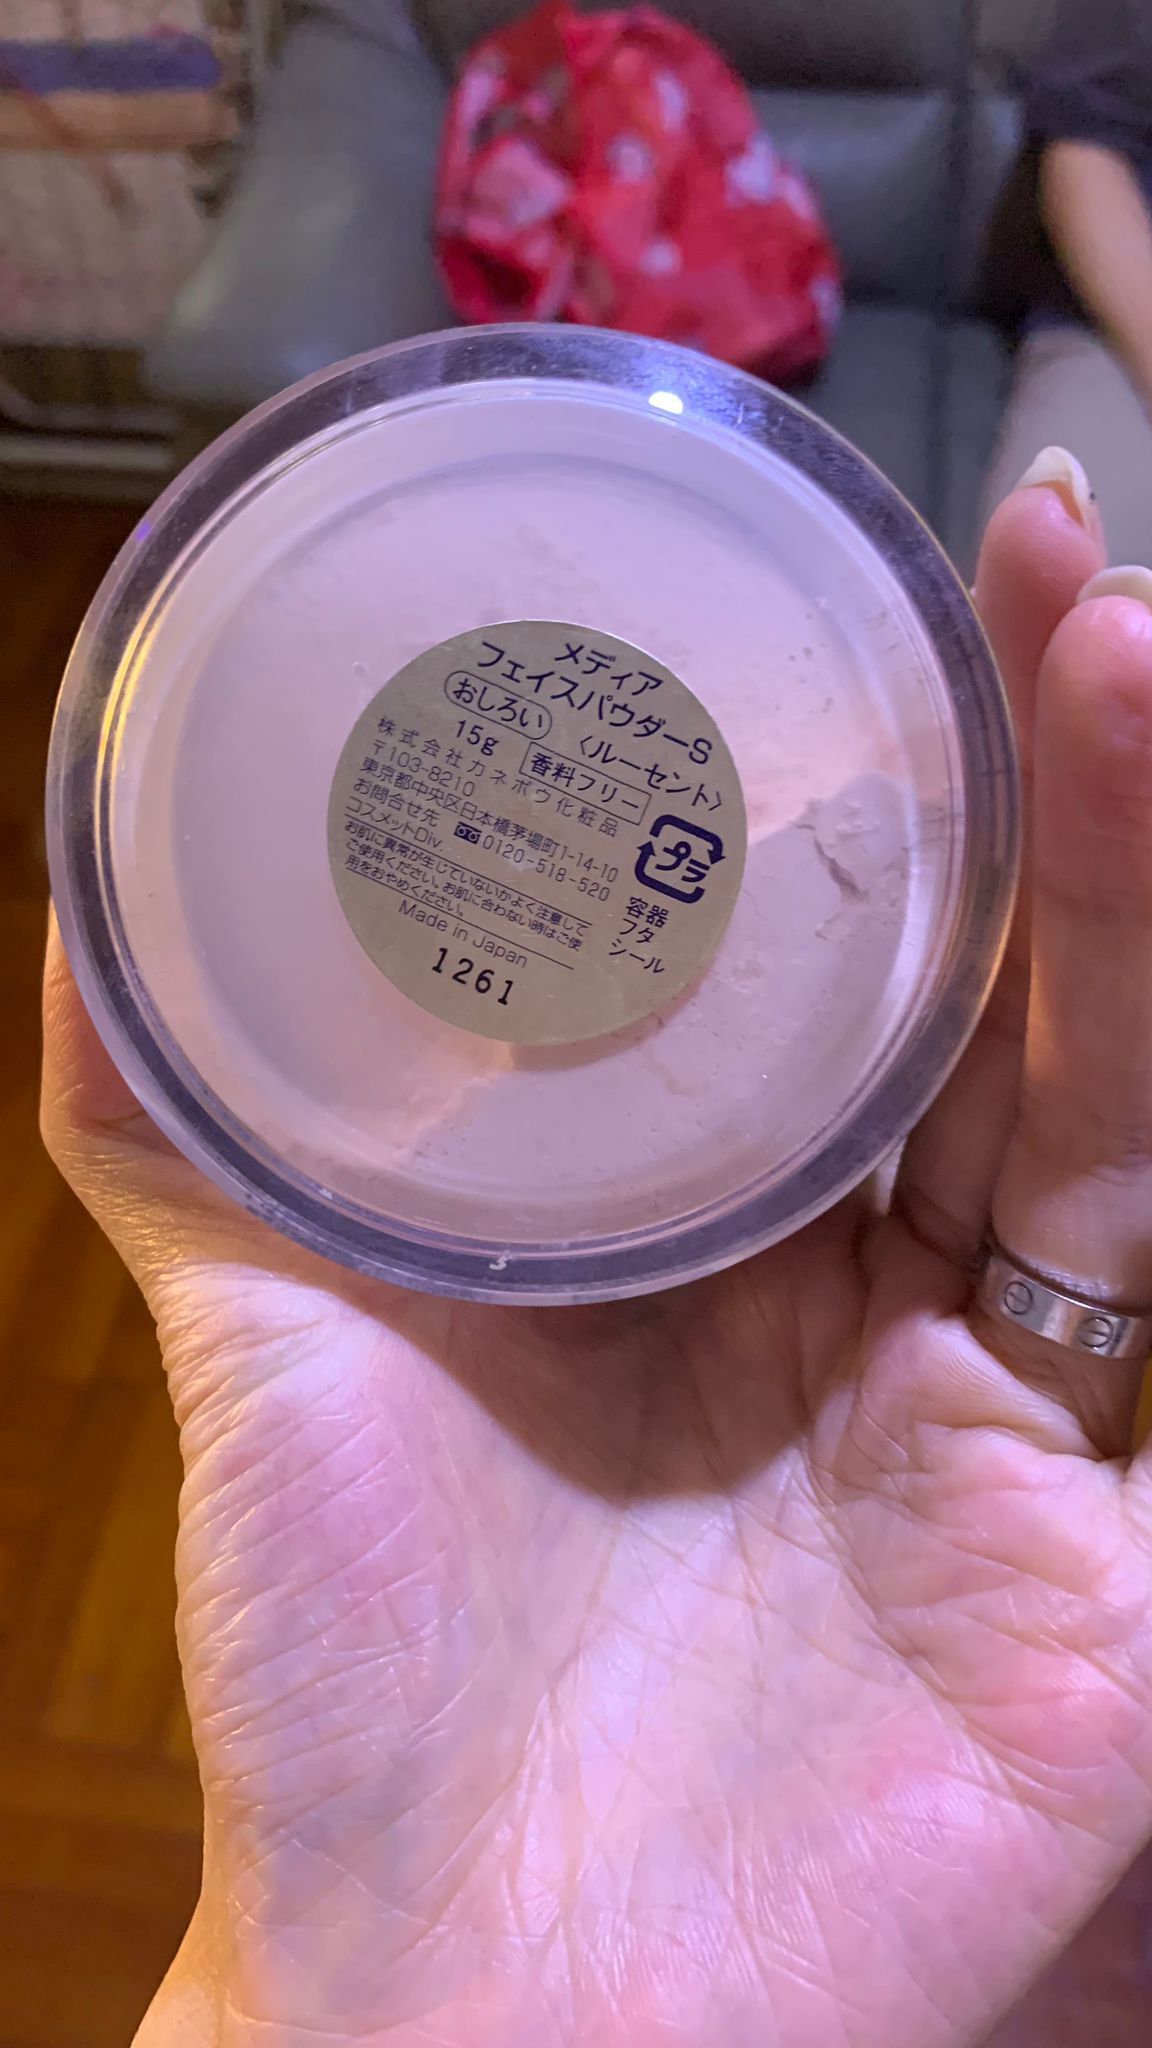 メディア
フェイスパウダーS
おしろい 〈ルーセント〉
15g 香料フリー
株式会社カネボウ化粧品
〒103-8210
東京都中央区日本橋茅場町1-14-10
お問合せ先 0120-518-520
コスメットDiv.
お肌に異常が生じていないかよく注意して
ご使用ください。お肌に合わない時はご使
用をおやめください。
Made in Japan
1261
プラ
容器
フタ
シール